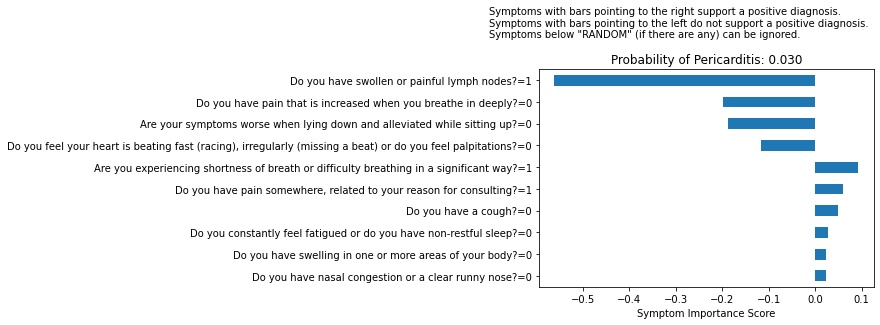 Symptoms with bars pointing to the right support a positive diagnosis.
Symptoms with bars pointing to the left do not support a positive diagnosis.
Symptoms below "RANDOM" (if there are any) can be ignored.
Probability of Pericarditis: 0.030
Do you have swollen or painful lymph nodes?=1
Do you have pain that is increased when you breathe in deeply?=0
Are your symptoms worse when lying down and alleviated while sitting up?=0
Do you feel your heart is beating fast (racing), irregularly (missing a beat) or do you feel palpitations?=0
Are you experiencing shortness of breath or difficulty breathing in a significant way?=1
Do you have pain somewhere, related to your reason for consulting?=1
Do you have a cough?=0
Do you constantly feel fatigued or do you have non-restful sleep?=0
Do you have swelling in one or more areas of your body?=0
Do you have nasal congestion or a clear runny nose?=0
−0.5 −0.4 −0.3 −0.2 −0.1 0.0 0.1
Symptom Importance Score